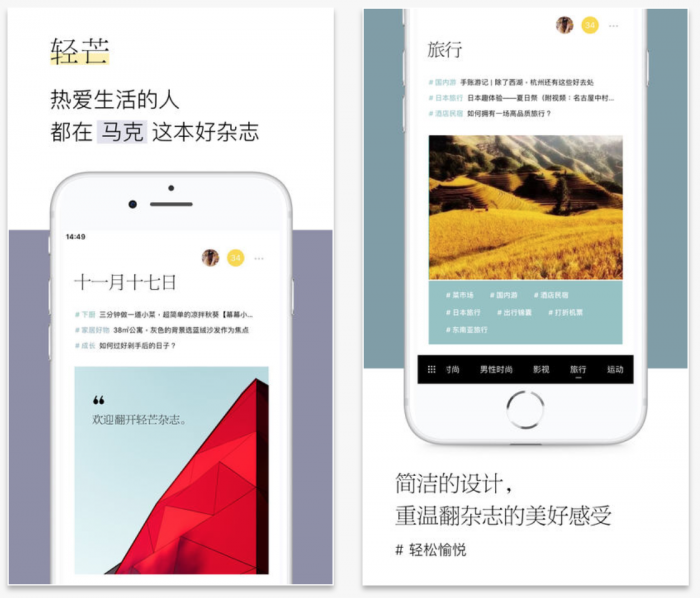 轻芒
热爱生活的人
都在 马克 这本好杂志
14:49
34
十一月十七日
# 下厨 三分钟做一道小菜 · 超简单的凉拌秋葵【幕幕小...
# 家居好物 38㎡公寓 · 灰色的背景选蓝绒沙发作为焦点
# 成长 如何过好剁手后的日子？
欢迎翻开轻芒杂志。
34
旅行
# 国内游 手账游记 | 除了西湖 · 杭州还有这些好去处
# 日本旅行 日本趣体验——夏日祭（附视频：名古屋中村...
# 酒店民宿 如何拥有一场高品质旅行？
# 菜市场 # 国内游 # 酒店民宿
# 日本旅行 # 出行锦囊 # 打折机票
# 东南亚旅行
时尚 男性时尚 影视 旅行 运动
简洁的设计，
重温翻杂志的美好感受
# 轻松愉悦